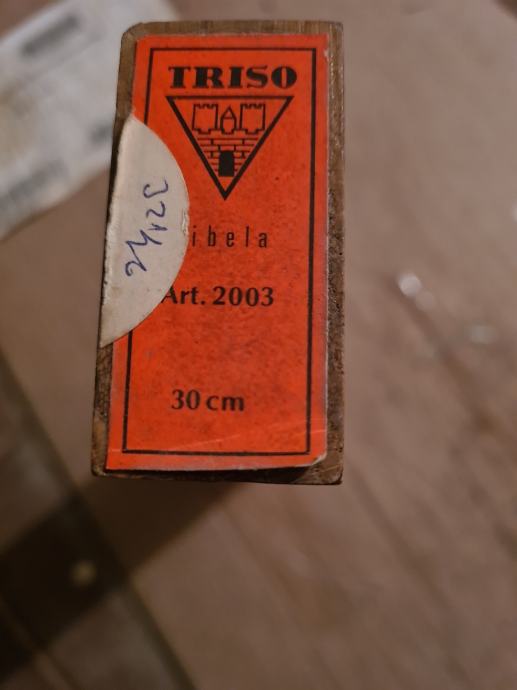 TRISO
ibela
Art. 2003
30 cm